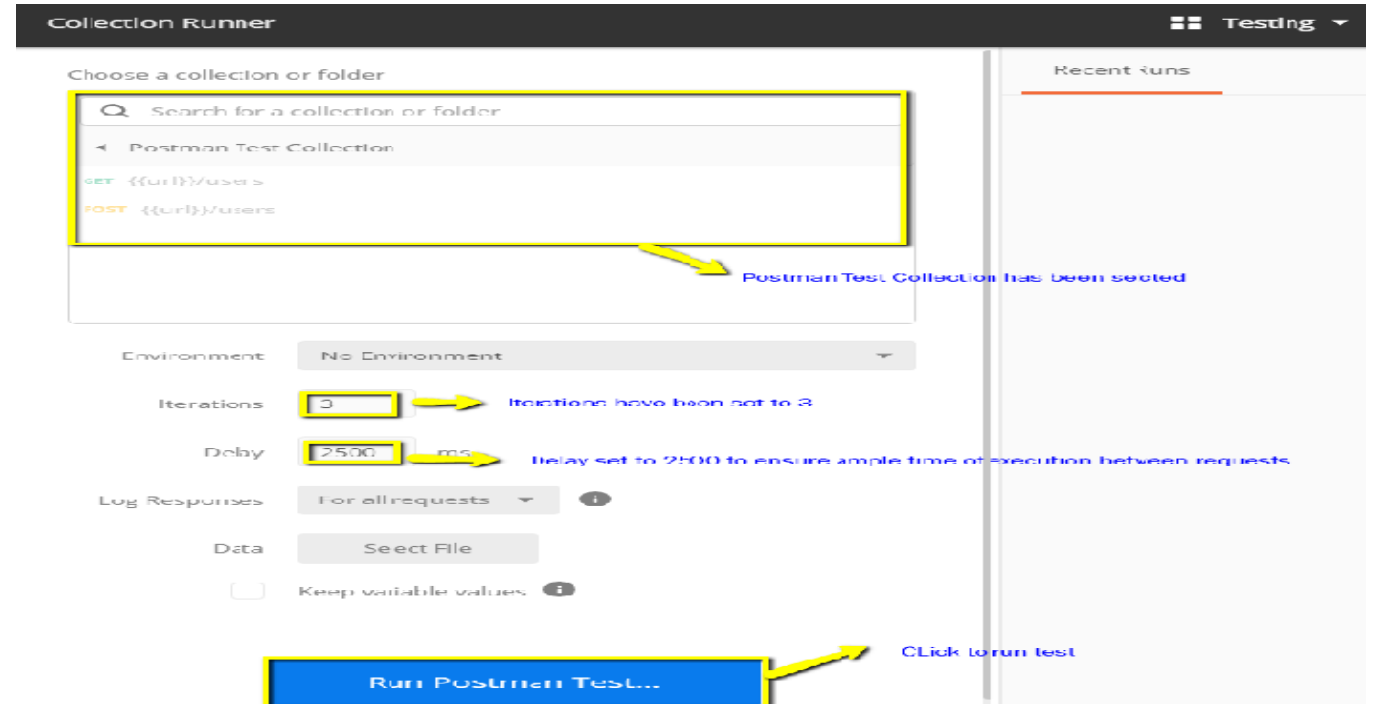 Collection Runner
Testing
Choose a collection or folder
Recent Runs
Search for a collection or folder
Postman Test Collection
GET {{url}}/users
POST {{url}}/users
Postman Test Collection has been sected
Environment No Environment
Iterations 3 Iterations have been set to 3
Delay 2500 ms Delay set to 2500 to ensure ample time of execution between requests
Log Responses For all requests
Data Select File
Keep variable values
CLick to run test
Run Postman Test...